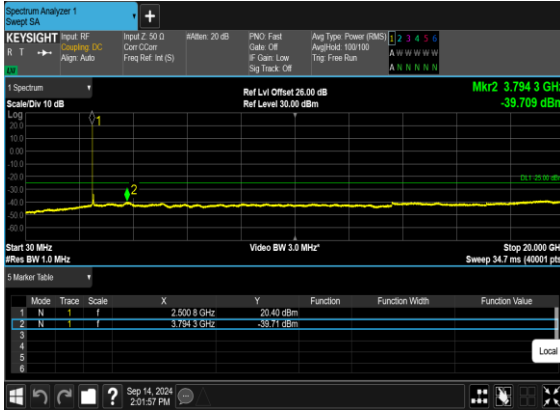 Spectrum Analyzer 1
Swept SA
+
KEYSIGHT
R T
Input: RF
Coupling: DC
Align: Auto
Input Z: 50 Ω
Corr CCorr
Freq Ref: Int (S)
#Atten: 20 dB
PNO: Fast
Gate: Off
IF Gain: Low
Sig Track: Off
Avg Type: Power (RMS)
Avg|Hold: 100/100
Trig: Free Run
1 2 3 4 5 6
A W W W W W
A N N N N N
1 Spectrum
Scale/Div 10 dB
Ref Lvl Offset 26.00 dB
Ref Level 30.00 dBm
Mkr2 3.794 3 GHz
-39.709 dBm
Log
20.0
10.0
0.00
-10.0
-20.0
-30.0
-40.0
-50.0
-60.0
1
2
DL1 -25.00 dBm
Start 30 MHz
#Res BW 1.0 MHz
Video BW 3.0 MHz*
Stop 20.000 GH
Sweep 34.7 ms (40001 pts
5 Marker Table
Mode Trace Scale X Y Function Function Width Function Value
1 N 1 f 2.500 8 GHz 20.40 dBm
2 N 1 f 3.794 3 GHz -39.71 dBm
3
4
5
6
Local
?
Sep 14, 2024
2:01:57 PM